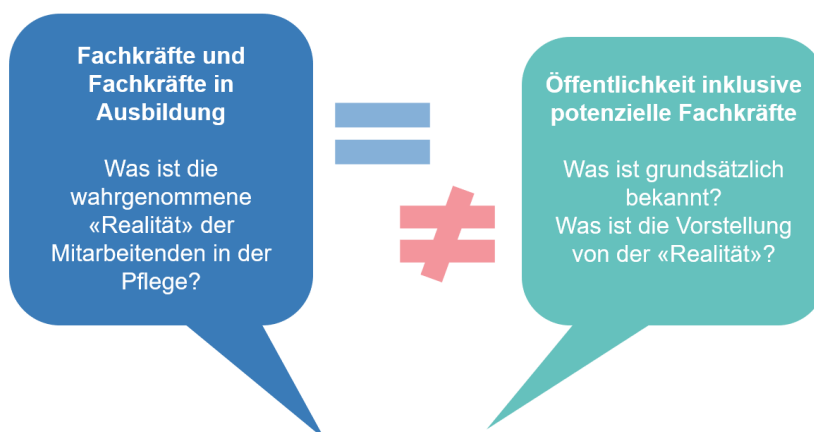 Fachkräfte und
Fachkräfte in
Ausbildung
Was ist die
wahrgenommene
«Realität» der
Mitarbeitenden in der
Pflege?
=
≠
Öffentlichkeit inklusive
potenzielle Fachkräfte
Was ist grundsätzlich
bekannt?
Was ist die Vorstellung
von der «Realität»?